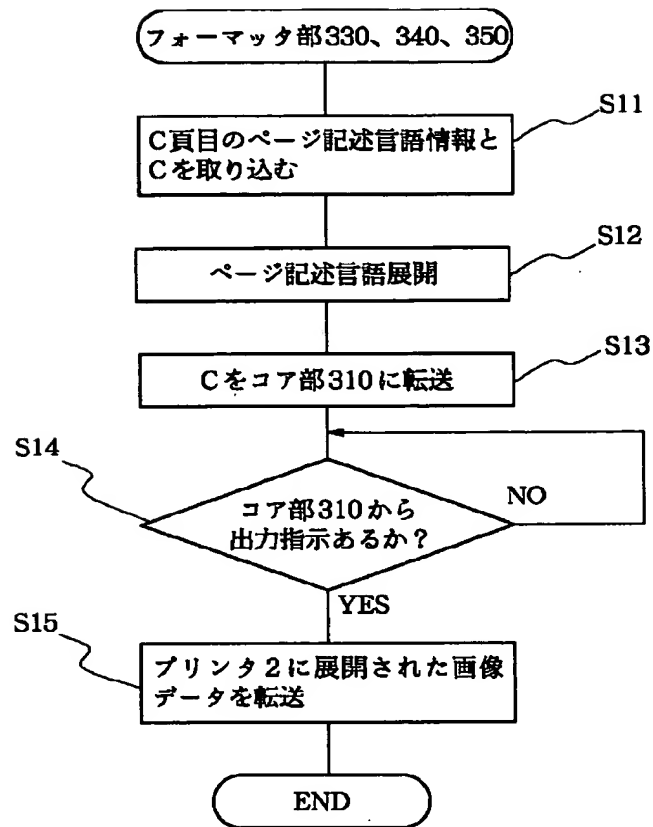 フォーマッタ部330、340、350
S11
C頁目のページ記述言語情報と
Cを取り込む
S12
ページ記述言語展開
S13
Cをコア部310に転送
S14
コア部310から
出力指示あるか?
NO
YES
S15
プリンタ2に展開された画像
データを転送
END